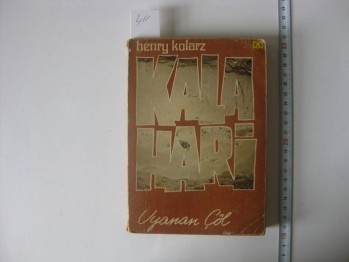 henry kolarz
KALA
HARİ
Uyanan Çöl